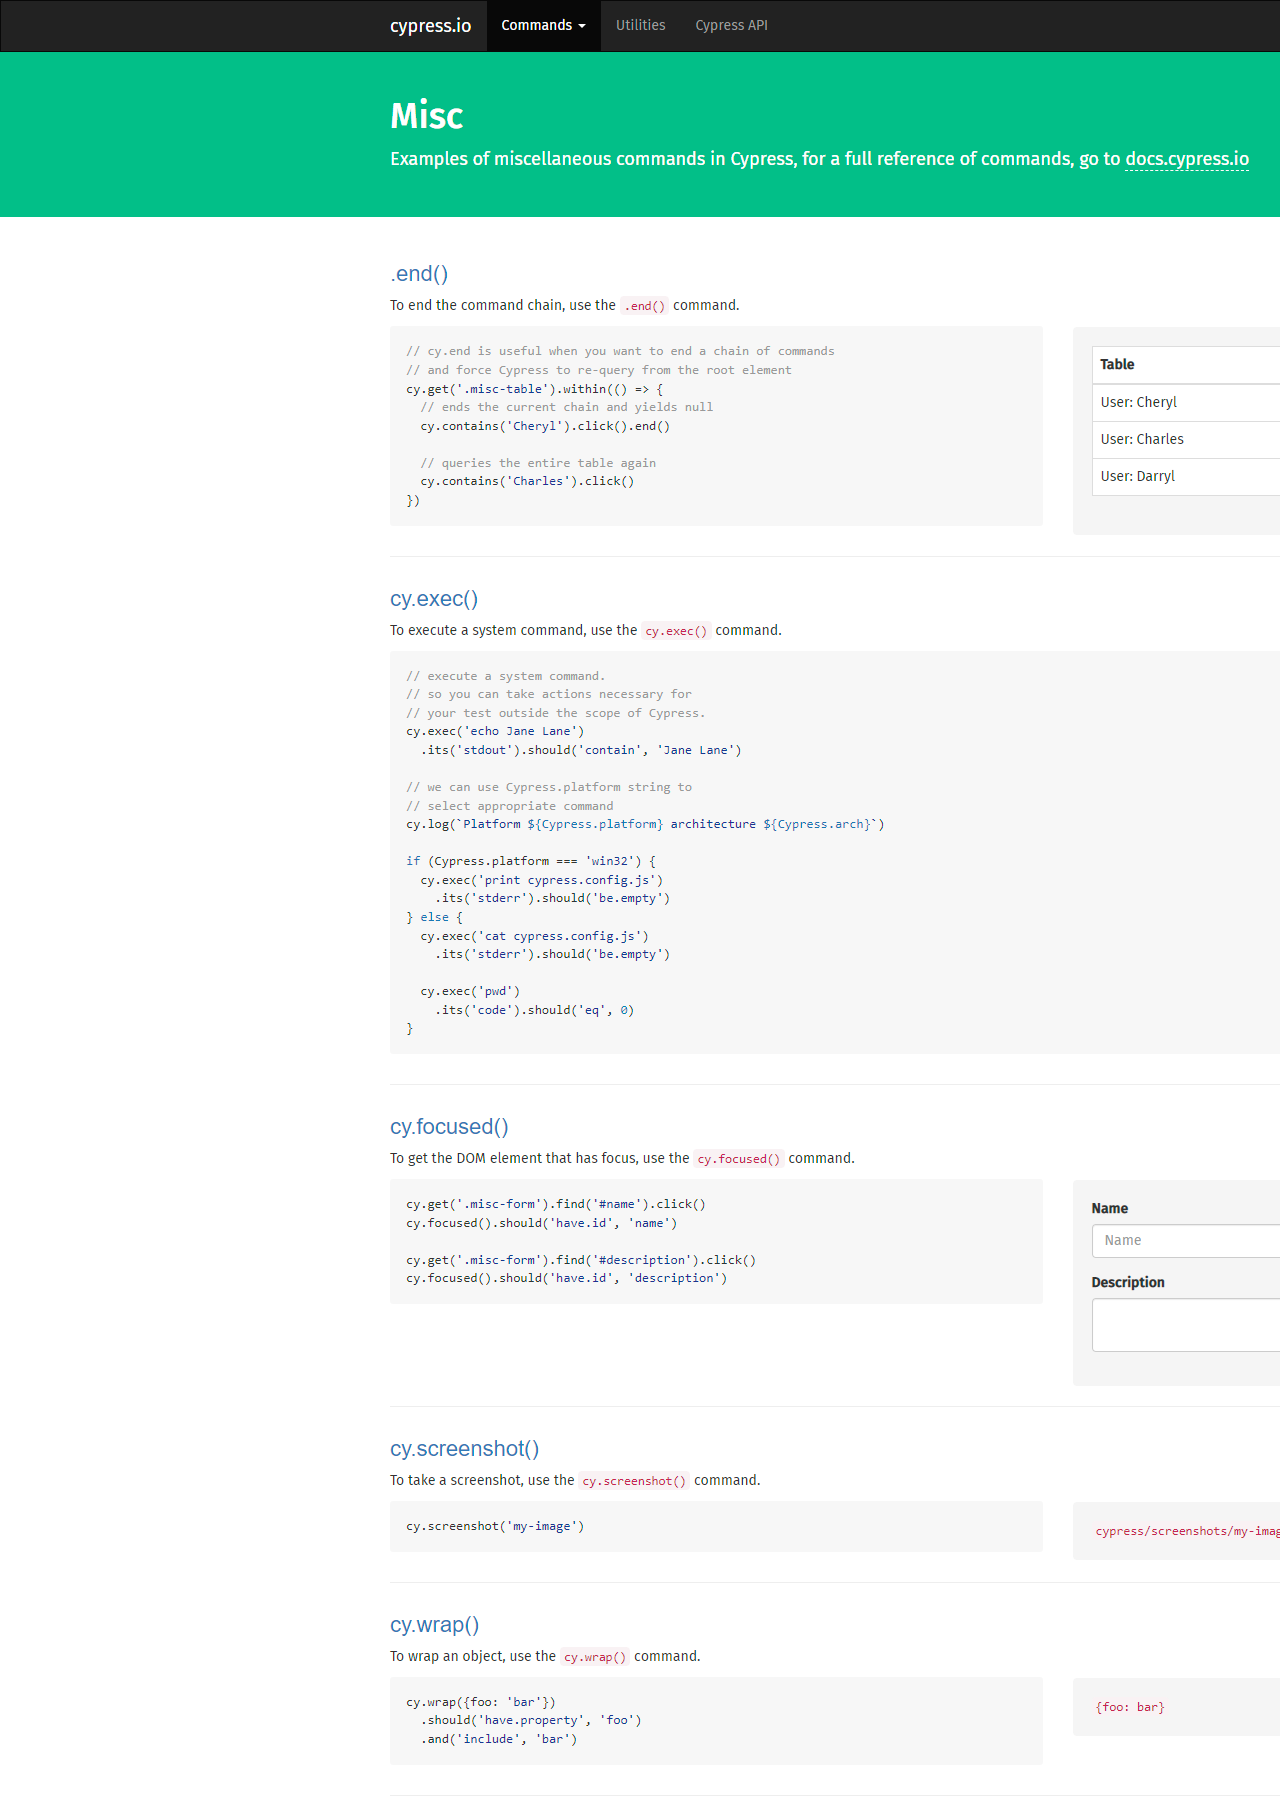 cypress.io Commands Utilities Cypress API
Misc
Examples of miscellaneous commands in Cypress, for a full reference of commands, go to docs.cypress.io
.end()
To end the command chain, use the .end() command.
// cy.end is useful when you want to end a chain of commands
// and force Cypress to re-query from the root element
cy.get('.misc-table').within(() => {
  // ends the current chain and yields null
  cy.contains('Cheryl').click().end()
  // queries the entire table again
  cy.contains('Charles').click()
})
Table
User: Cheryl
User: Charles
User: Darryl
cy.exec()
To execute a system command, use the cy.exec() command.
// execute a system command.
// so you can take actions necessary for
// your test outside the scope of Cypress.
cy.exec('echo Jane Lane')
  .its('stdout').should('contain', 'Jane Lane')
// we can use Cypress.platform string to
// select appropriate command
cy.log(`Platform ${Cypress.platform} architecture ${Cypress.arch}`)
if (Cypress.platform === 'win32') {
  cy.exec('print cypress.config.js')
    .its('stderr').should('be.empty')
} else {
  cy.exec('cat cypress.config.js')
    .its('stderr').should('be.empty')
  cy.exec('pwd')
    .its('code').should('eq', 0)
}
cy.focused()
To get the DOM element that has focus, use the cy.focused() command.
cy.get('.misc-form').find('#name').click()
cy.focused().should('have.id', 'name')
cy.get('.misc-form').find('#description').click()
cy.focused().should('have.id', 'description')
Name
Name
Description
cy.screenshot()
To take a screenshot, use the cy.screenshot() command.
cy.screenshot('my-image')
cypress/screenshots/my-imag
cy.wrap()
To wrap an object, use the cy.wrap() command.
cy.wrap({foo: 'bar'})
  .should('have.property', 'foo')
  .and('include', 'bar')
{foo: bar}